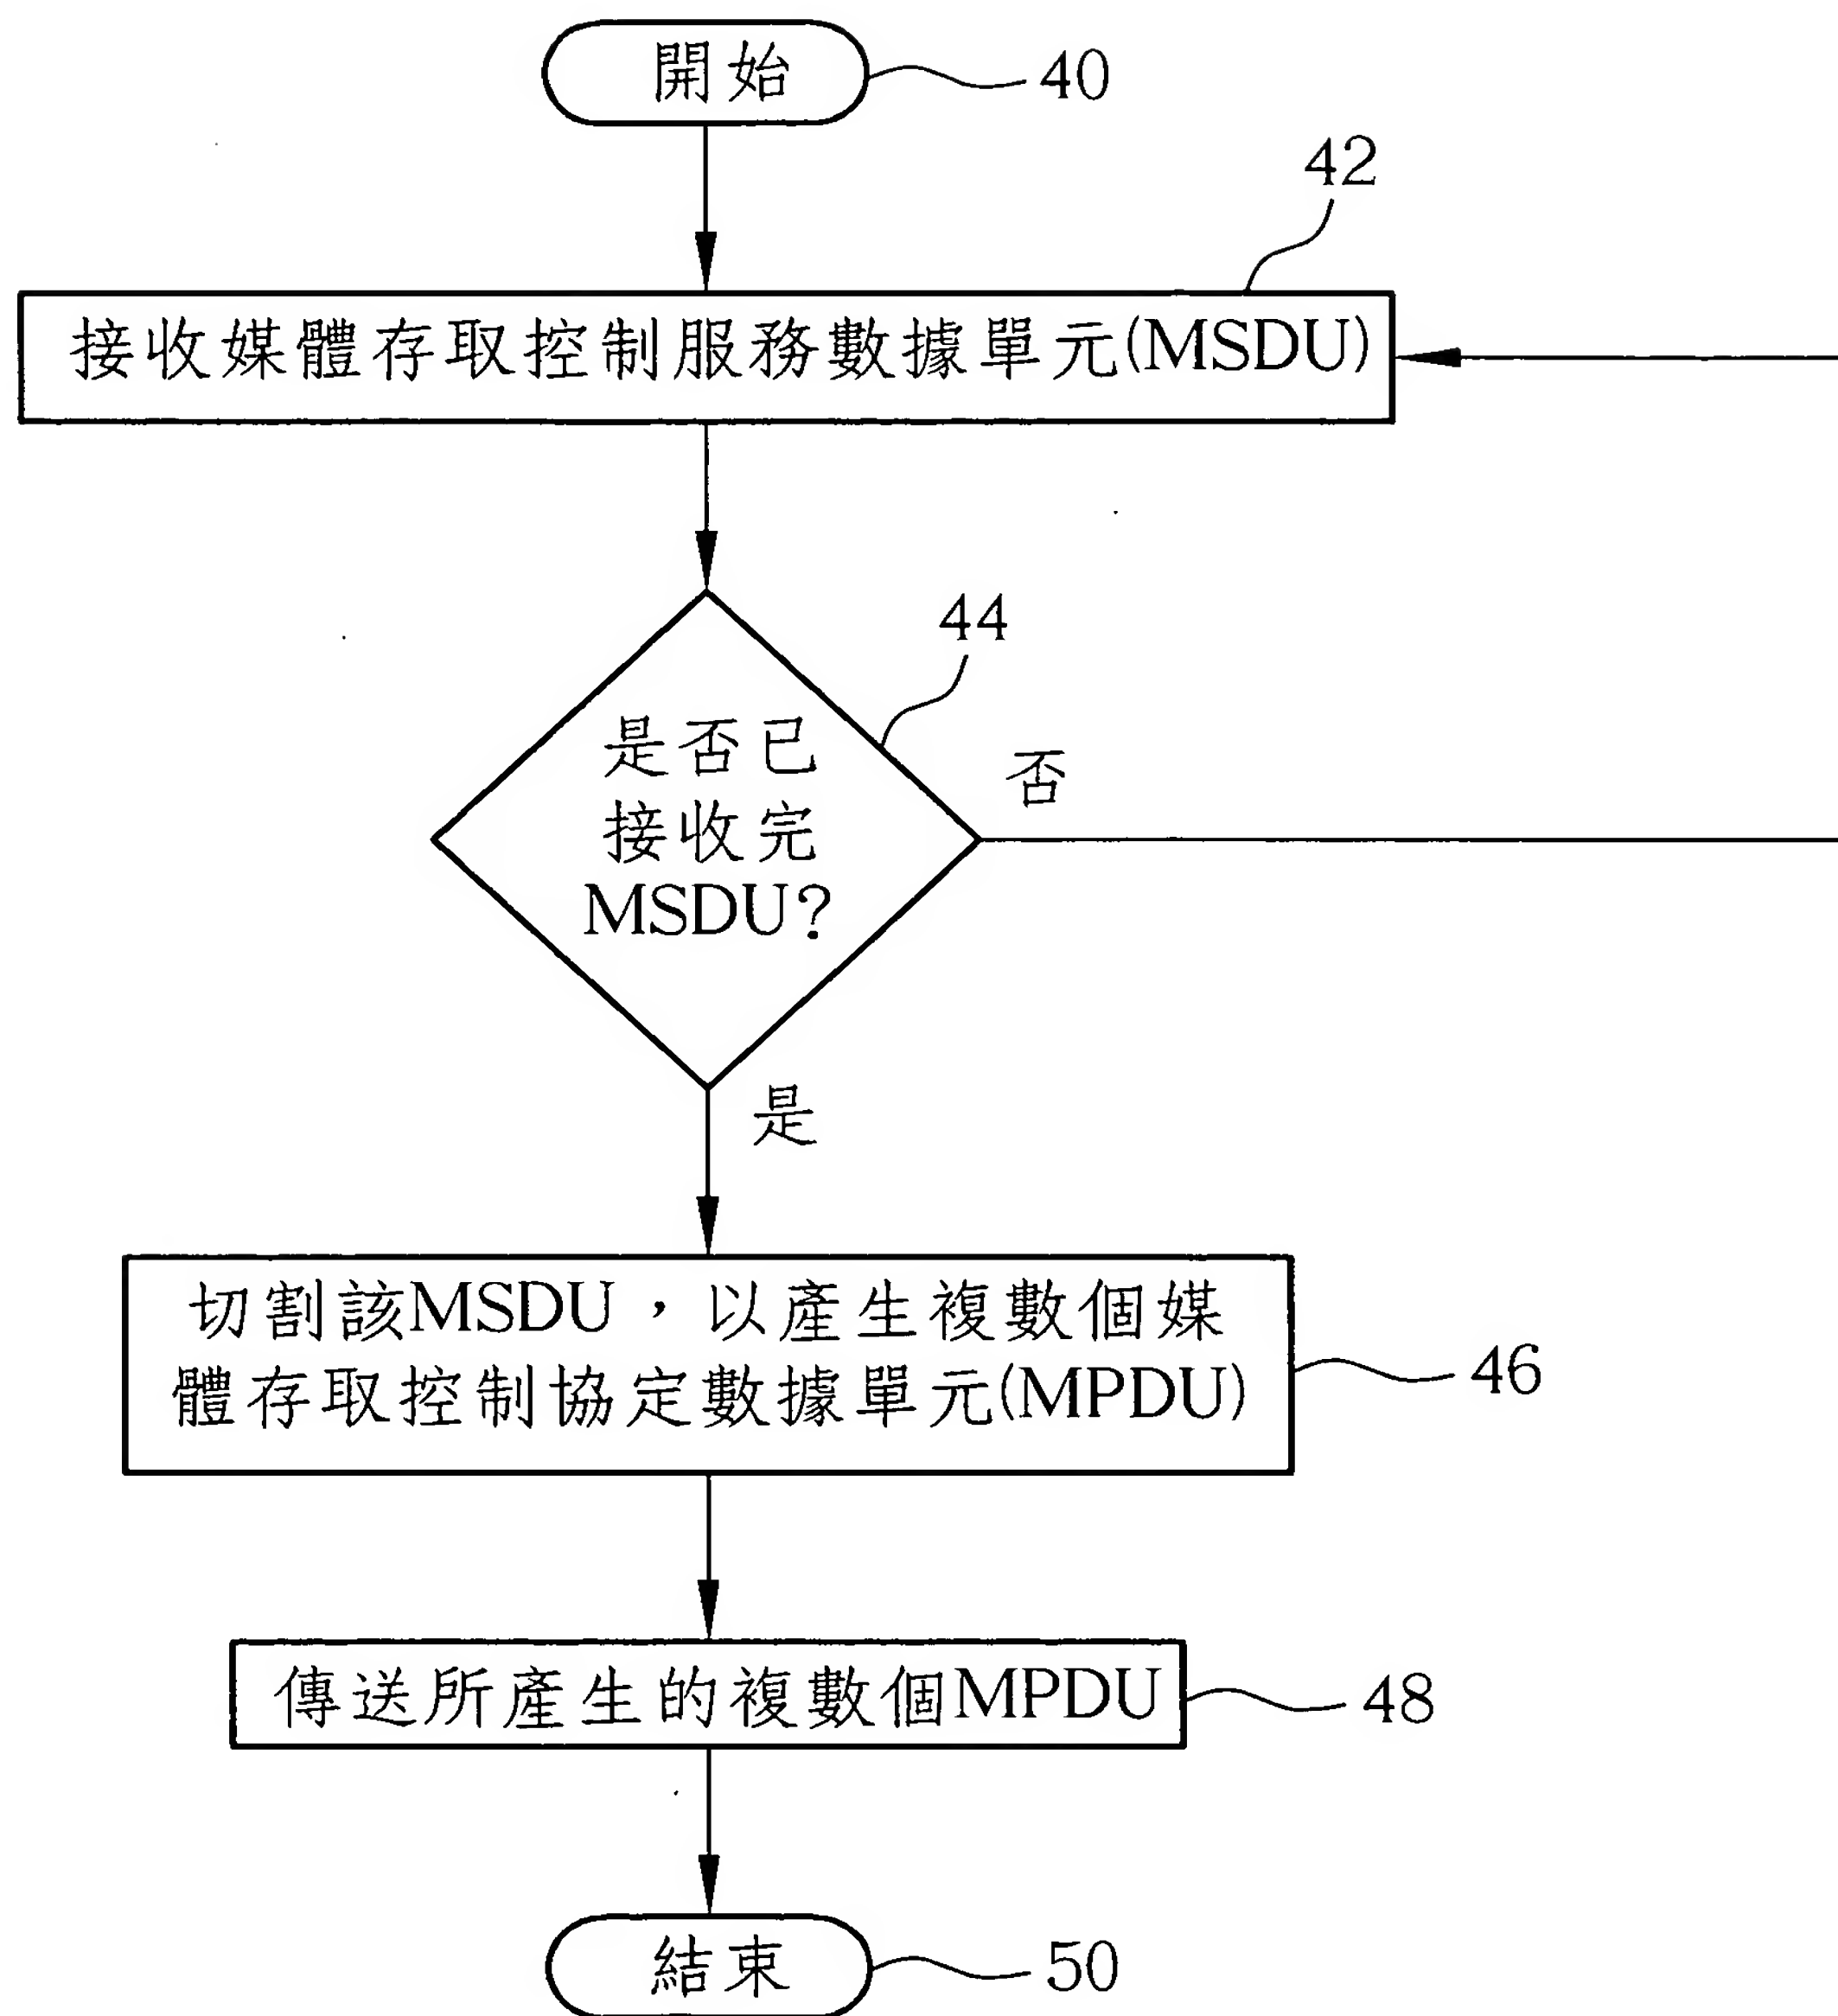 開始
40
42
接收媒體存取控制服務數據單元(MSDU)
44
是否已
接收完
MSDU?
否
是
切割該MSDU，以產生複數個媒
體存取控制協定數據單元(MPDU)
46
傳送所產生的複數個MPDU
48
結束
50